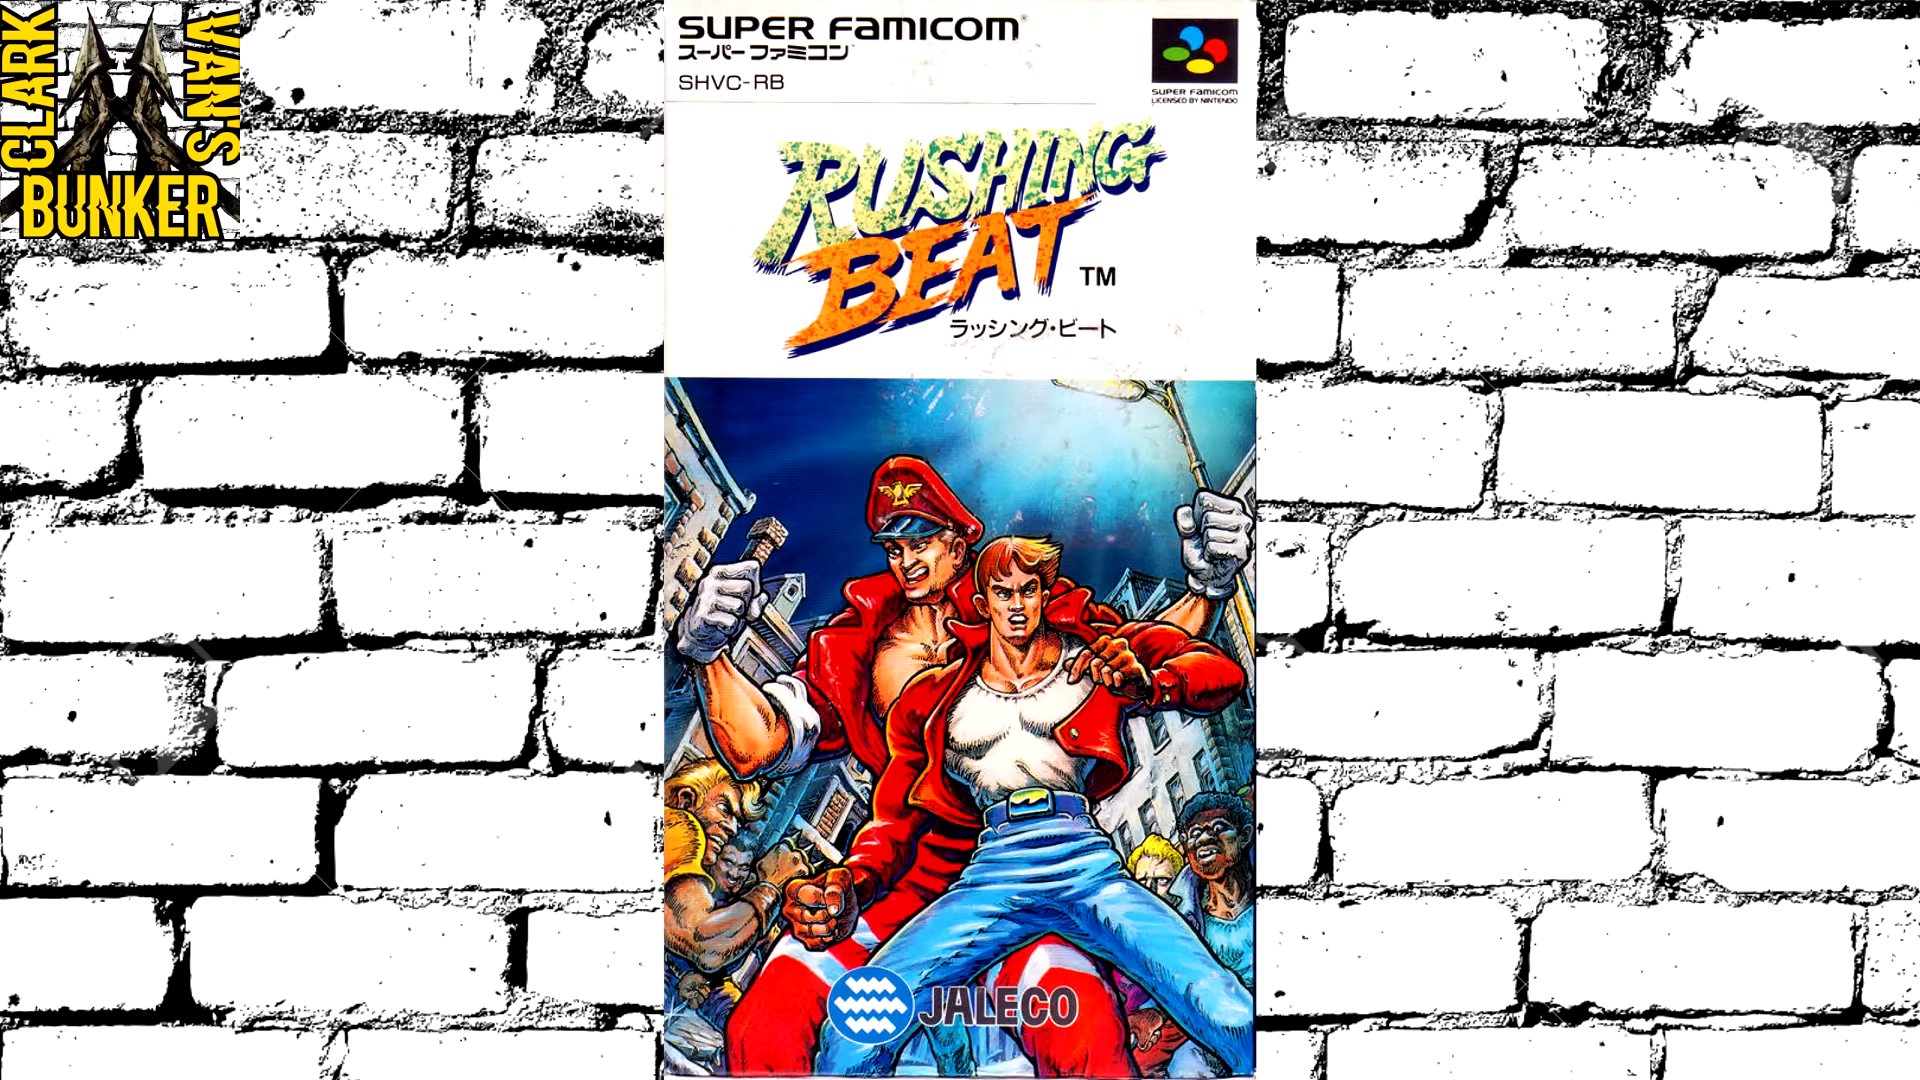 CLARK
VAN'S
BUNKER
SUPER FAMICOM
スーパーファミコン
SHVC-RB
SUPER FAMICOM
LICENSED BY NINTENDO
RUSHING
BEAT
TM
ラッシング・ビート
JALECO